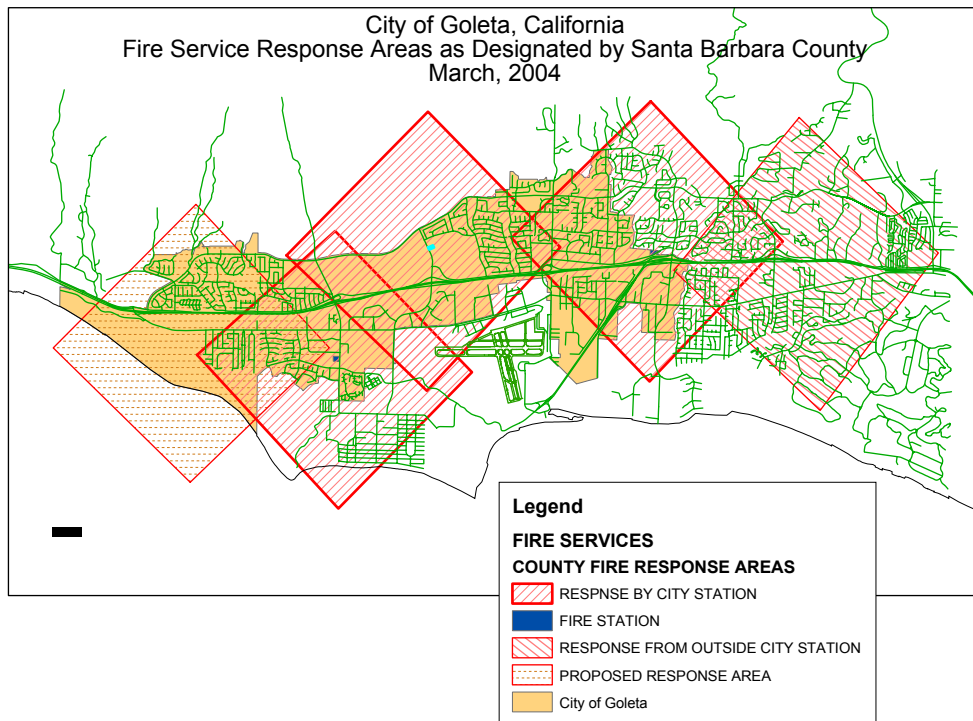 City of Goleta, California
Fire Service Response Areas as Designated by Santa Barbara County
March, 2004
Legend
FIRE SERVICES
COUNTY FIRE RESPONSE AREAS
RESPNSE BY CITY STATION
FIRE STATION
RESPONSE FROM OUTSIDE CITY STATION
PROPOSED RESPONSE AREA
City of Goleta